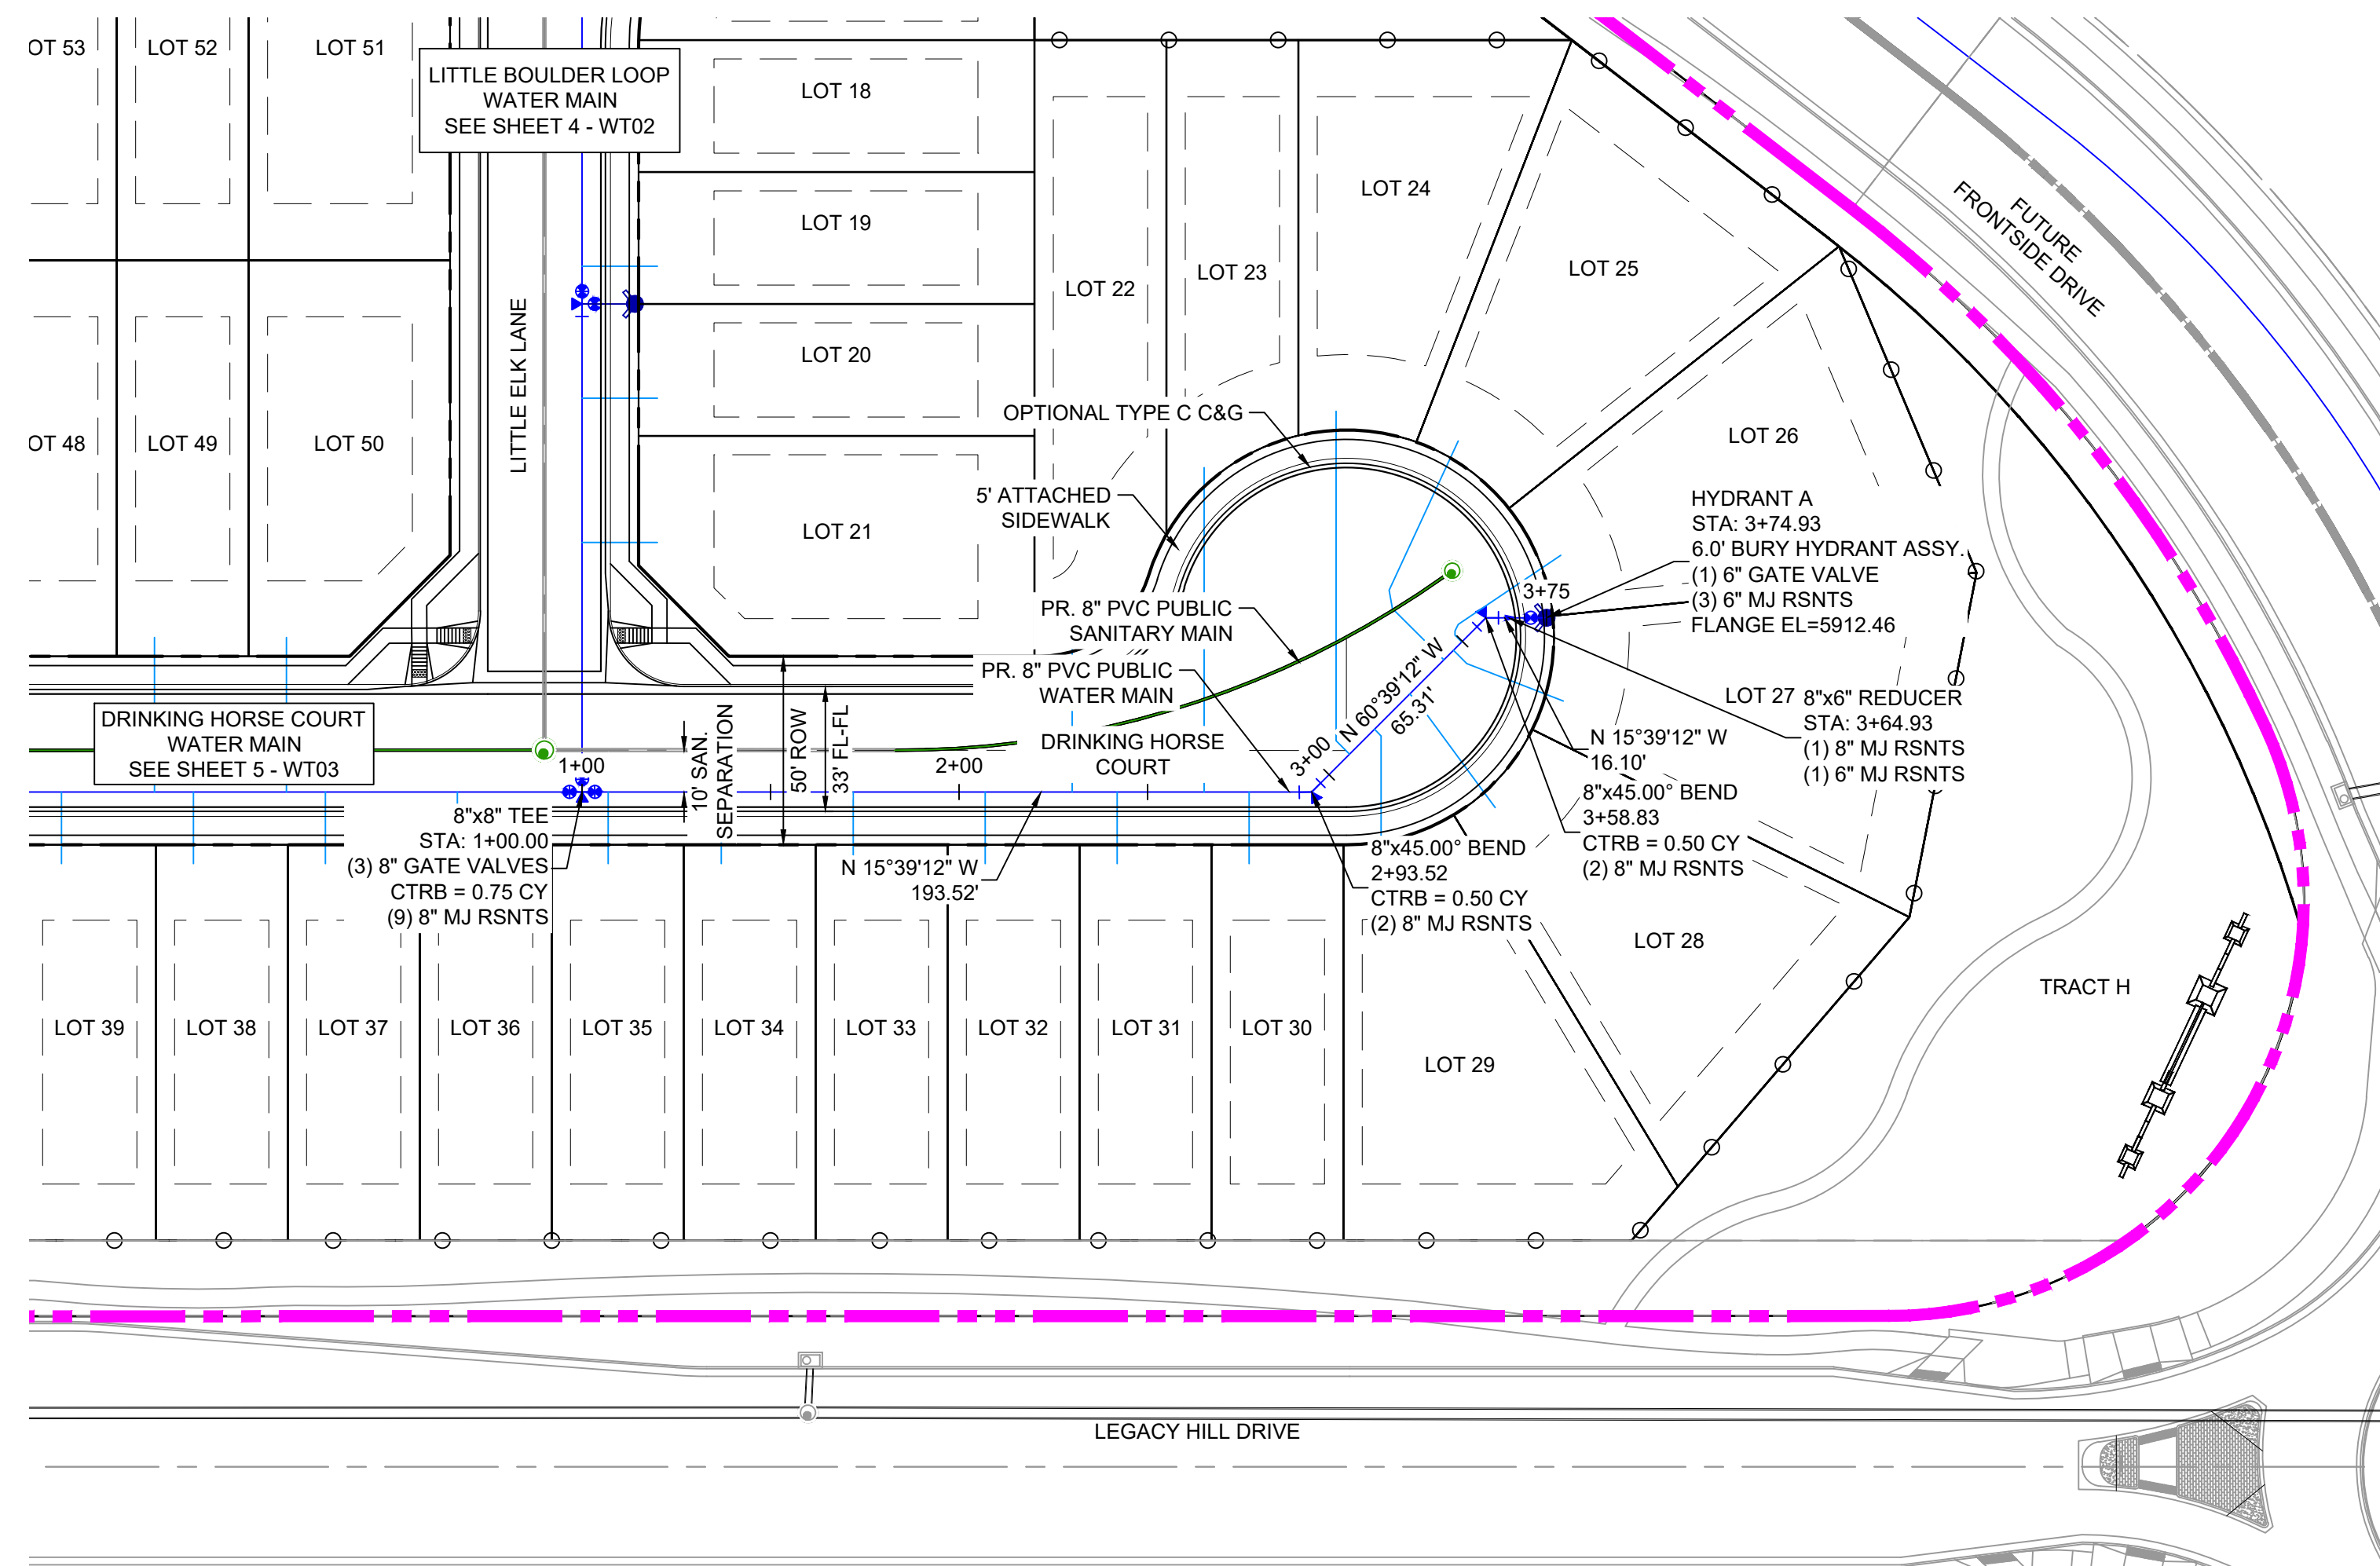 OT 53
LOT 52
LOT 51
LITTLE BOULDER LOOP
WATER MAIN
SEE SHEET 4 - WT02
LOT 18
LOT 19
LOT 20
LOT 21
LOT 22
LOT 23
LOT 24
LOT 25
LOT 26
FUTURE
FRONTSIDE DRIVE
OT 48
LOT 49
LOT 50
LITTLE ELK LANE
OPTIONAL TYPE C C&G
5' ATTACHED
SIDEWALK
PR. 8" PVC PUBLIC
SANITARY MAIN
PR. 8" PVC PUBLIC
WATER MAIN
HYDRANT A
STA: 3+74.93
6.0' BURY HYDRANT ASSY.
(1) 6" GATE VALVE
(3) 6" MJ RSNTS
FLANGE EL=5912.46
3+75
N 60°39'12" W
65.31'
LOT 27
8"x6" REDUCER
STA: 3+64.93
(1) 8" MJ RSNTS
(1) 6" MJ RSNTS
N 15°39'12" W
16.10'
8"x45.00° BEND
3+58.83
CTRB = 0.50 CY
(2) 8" MJ RSNTS
DRINKING HORSE COURT
WATER MAIN
SEE SHEET 5 - WT03
1+00
10' SAN.
SEPARATION
50' ROW
33' FL-FL
2+00
DRINKING HORSE
COURT
3+00
8"x8" TEE
STA: 1+00.00
(3) 8" GATE VALVES
CTRB = 0.75 CY
(9) 8" MJ RSNTS
N 15°39'12" W
193.52'
8"x45.00° BEND
2+93.52
CTRB = 0.50 CY
(2) 8" MJ RSNTS
LOT 28
TRACT H
LOT 39
LOT 38
LOT 37
LOT 36
LOT 35
LOT 34
LOT 33
LOT 32
LOT 31
LOT 30
LOT 29
LEGACY HILL DRIVE